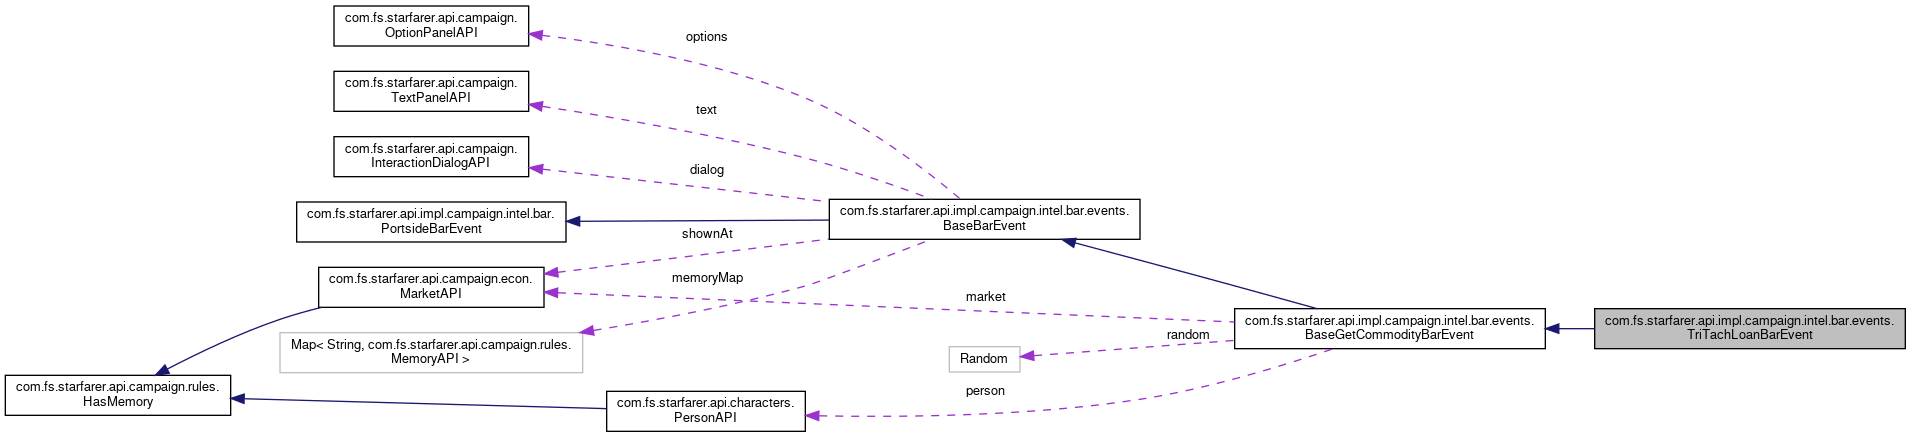 com.fs.starfarer.api.campaign.
OptionPanelAPI
options
com.fs.starfarer.api.campaign.
TextPanelAPI
text
com.fs.starfarer.api.campaign.
InteractionDialogAPI
dialog
com.fs.starfarer.api.impl.campaign.intel.bar.
PortsideBarEvent
com.fs.starfarer.api.impl.campaign.intel.bar.events.
BaseBarEvent
shownAt
com.fs.starfarer.api.campaign.econ.
MarketAPI
memoryMap
market
com.fs.starfarer.api.impl.campaign.intel.bar.events.
BaseGetCommodityBarEvent
com.fs.starfarer.api.impl.campaign.intel.bar.events.
TriTachLoanBarEvent
Map< String, com.fs.starfarer.api.campaign.rules.
MemoryAPI >
Random
random
com.fs.starfarer.api.campaign.rules.
HasMemory
com.fs.starfarer.api.characters.
PersonAPI
person